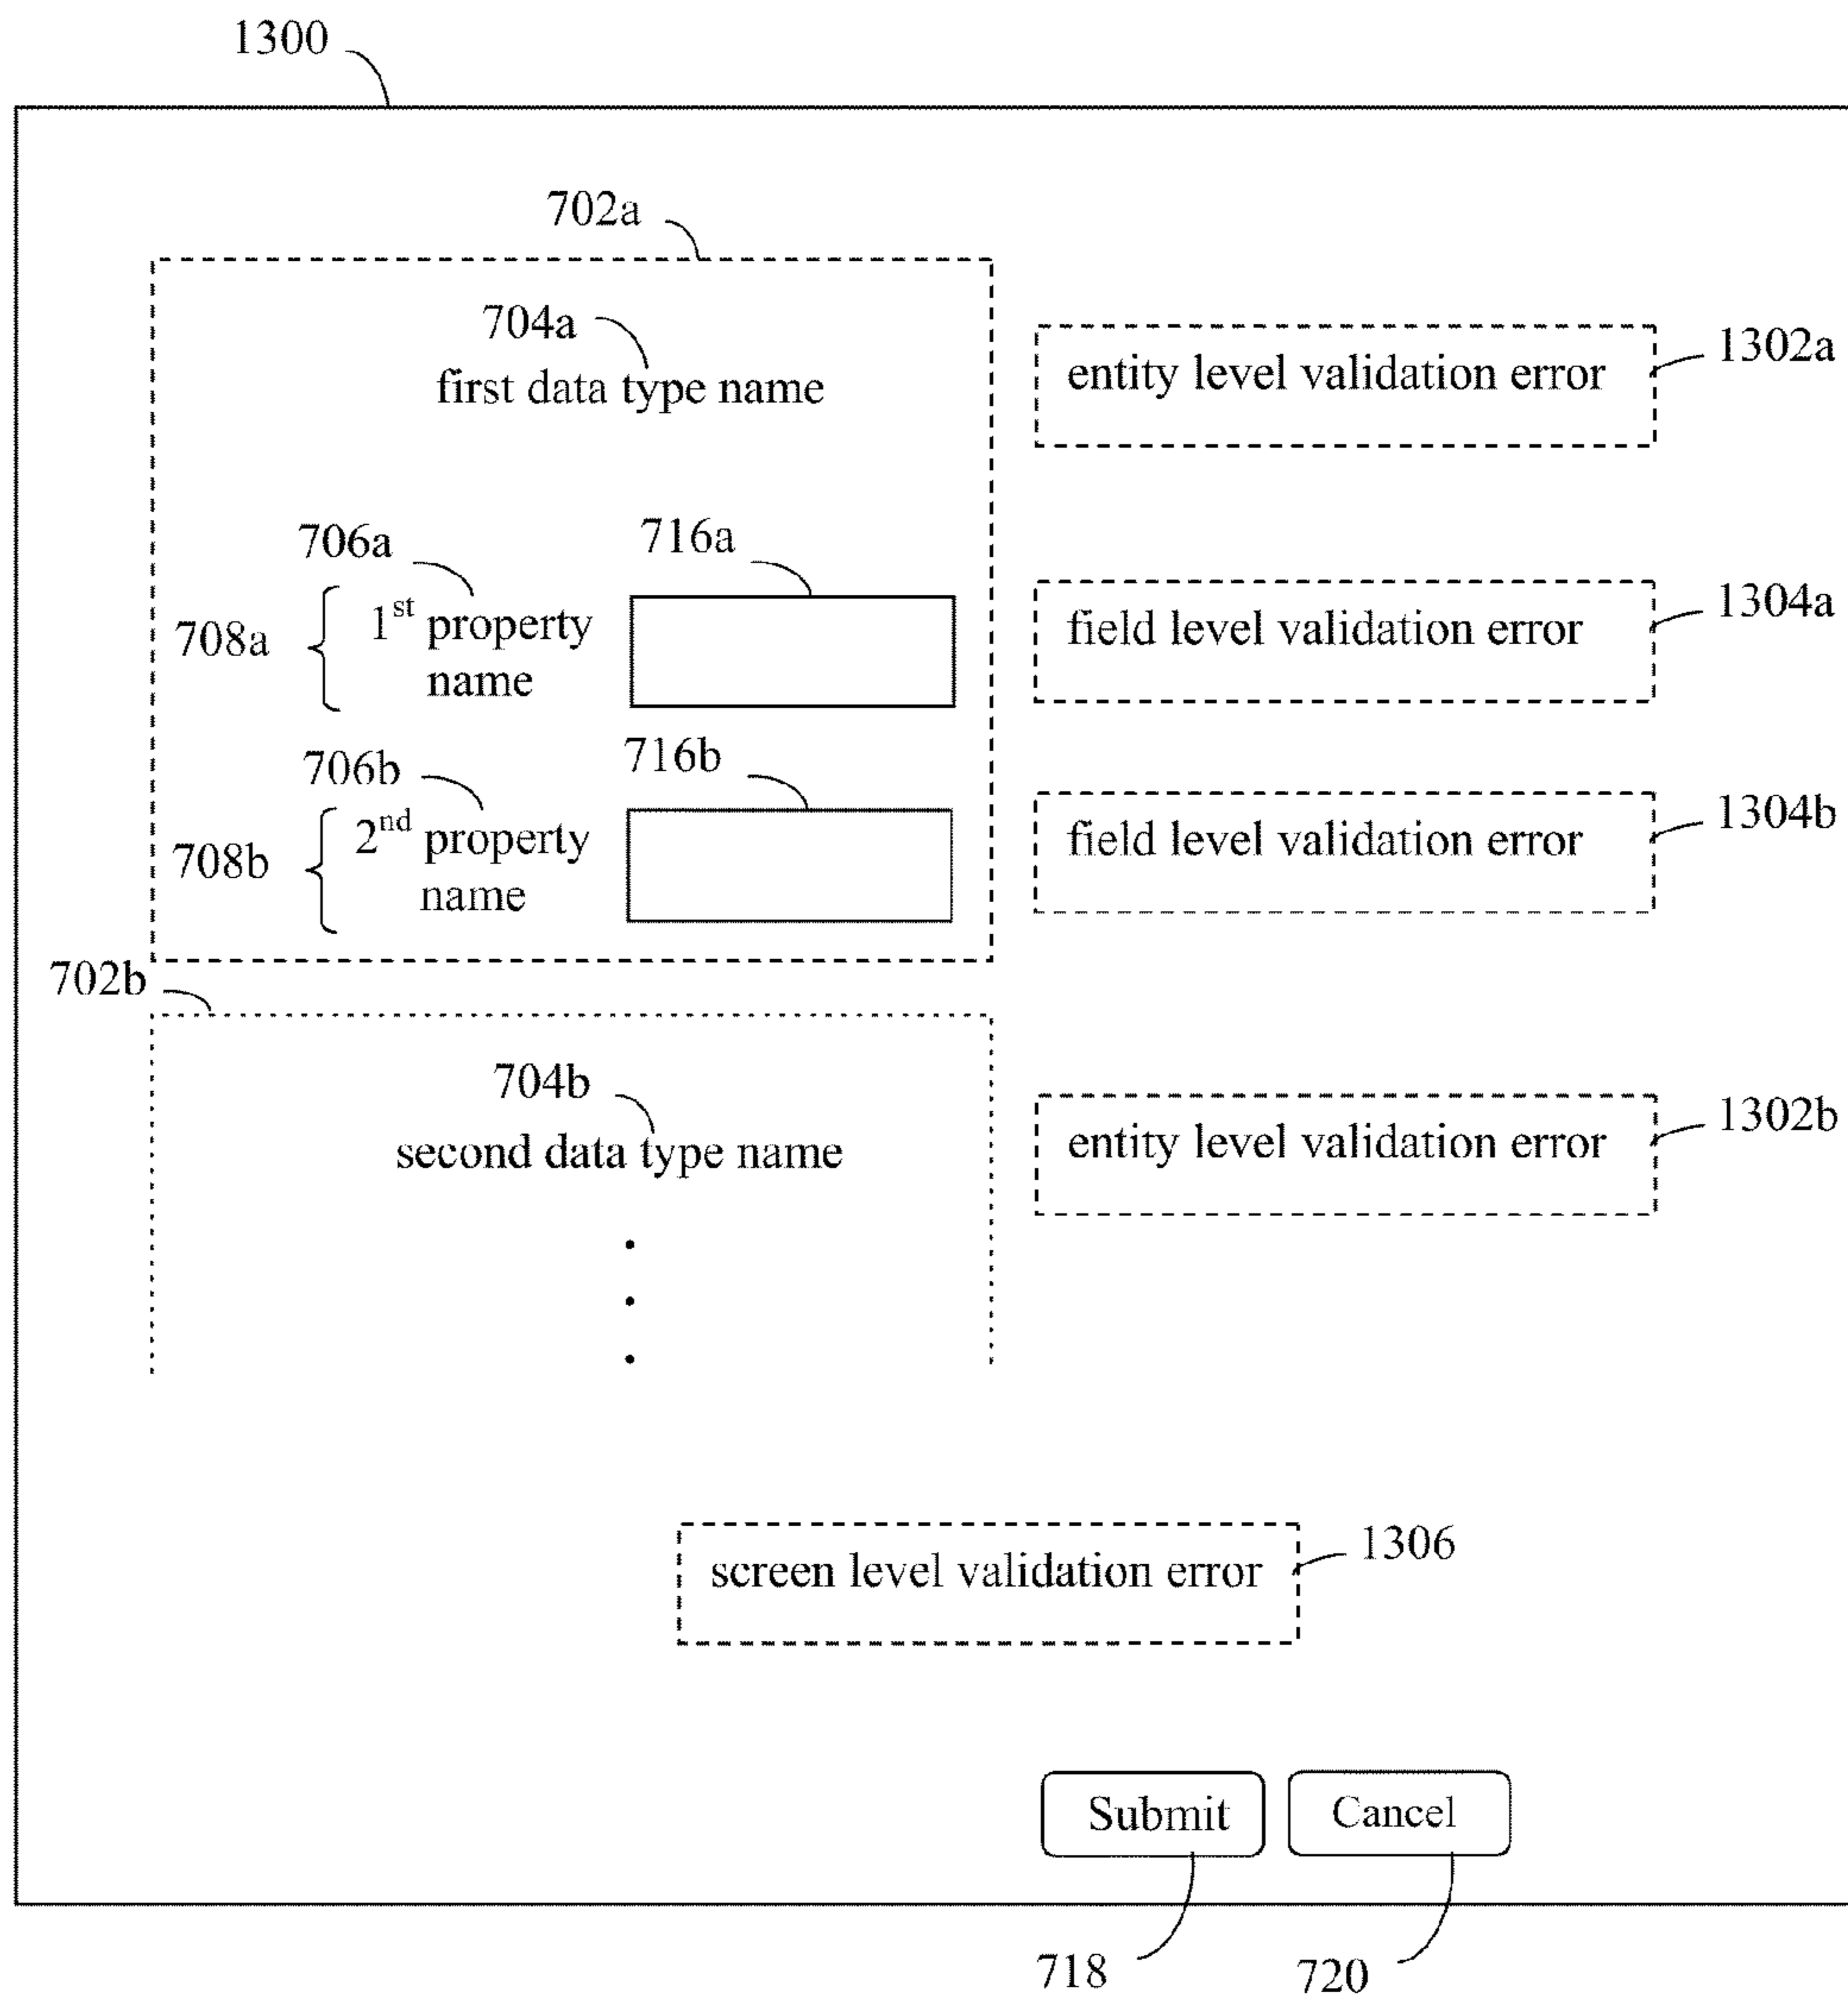 1300
702a
704a
first data type name
entity level validation error
1302a
706a
716a
708a
1st property
name
field level validation error
1304a
706b
716b
708b
2nd property
name
field level validation error
1304b
702b
704b
second data type name
entity level validation error
1302b
screen level validation error
1306
Submit
Cancel
718
720